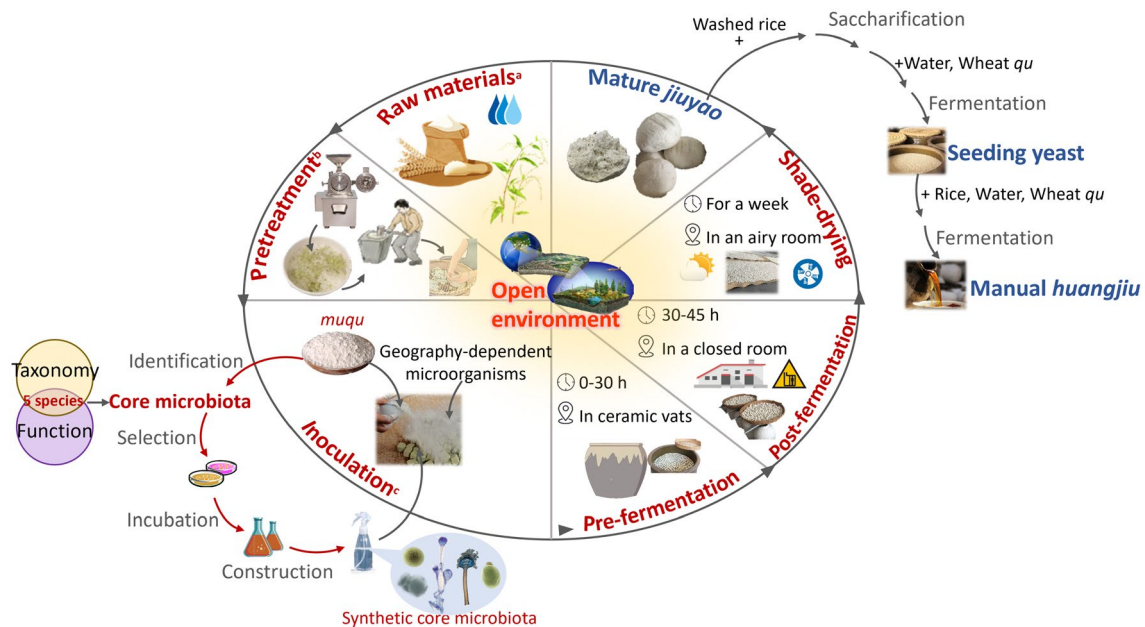 Washed rice
+
Saccharification
+Water, Wheat qu
Fermentation
Seeding yeast
+ Rice, Water, Wheat qu
Fermentation
Manual huangjiu
Raw materialsᵃ
Mature jiuyao
Pretreatmentᵇ
Shade-drying
For a week
In an airy room
Open
environment
30-45 h
In a closed room
Post-fermentation
0-30 h
In ceramic vats
Pre-fermentation
muqu
Geography-dependent
microorganisms
Inoculationᶜ
Identification
Taxonomy
5 species
Function
Core microbiota
Selection
Incubation
Construction
Synthetic core microbiota